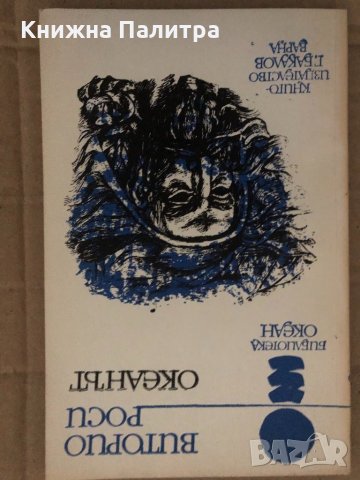 Книжна Палитра
ВИТОРИО
РОСИ
ОКЕАНЪТ
БИБЛИОТЕКА
ОКЕАН
КНИГО-
ИЗДАТЕЛСТВО
Г. БАКАЛОВ
ВАРНА
BAZAR